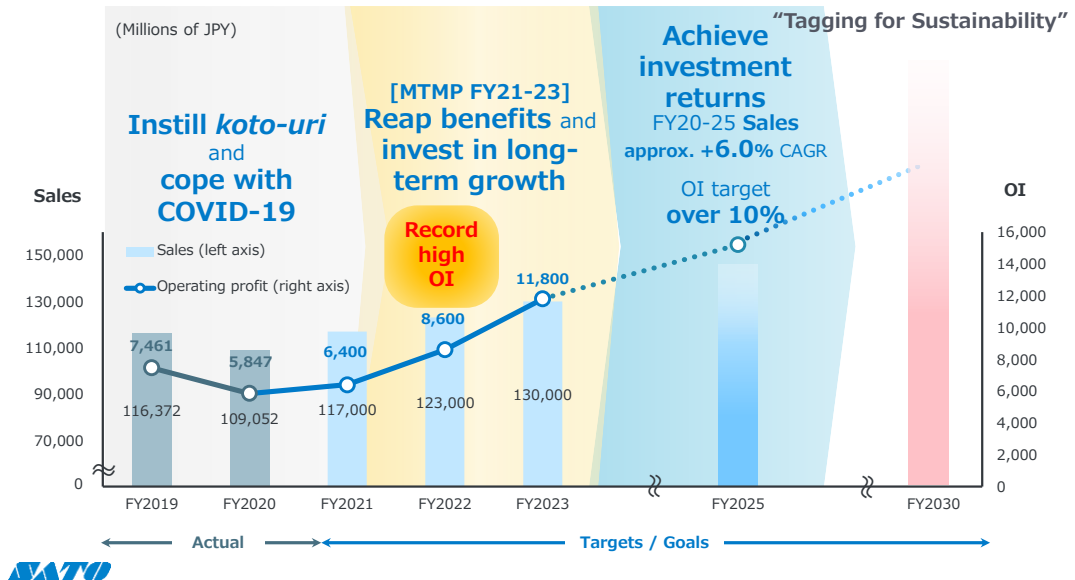 (Millions of JPY)
"Tagging for Sustainability"
Instill koto-uri
and
cope with
COVID-19
[MTMP FY21-23]
Reap benefits and
invest in long-
term growth
Achieve
investment
returns
FY20-25 Sales
approx. +6.0% CAGR
OI target
over 10%
Record
high
OI
Sales
OI
Sales (left axis)
Operating profit (right axis)
150,000
130,000
110,000
90,000
70,000
0
16,000
14,000
12,000
10,000
8,000
6,000
4,000
2,000
0
7,461
5,847
6,400
8,600
11,800
116,372
109,052
117,000
123,000
130,000
FY2019
FY2020
FY2021
FY2022
FY2023
FY2025
FY2030
Actual
Targets / Goals
SATO